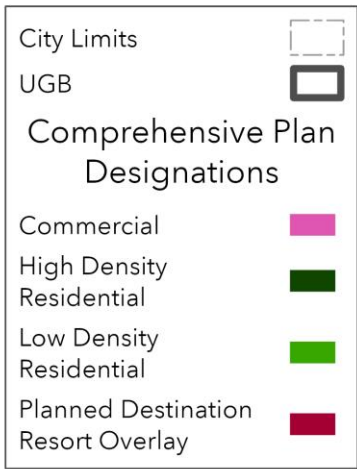 City Limits
UGB
Comprehensive Plan
Designations
Commercial
High Density
Residential
Low Density
Residential
Planned Destination
Resort Overlay